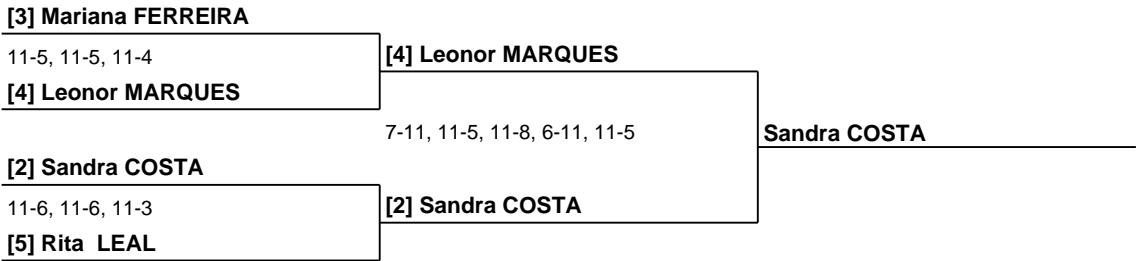 [3] Mariana FERREIRA
11-5, 11-5, 11-4
[4] Leonor MARQUES
[4] Leonor MARQUES
7-11, 11-5, 11-8, 6-11, 11-5
Sandra COSTA
[2] Sandra COSTA
11-6, 11-6, 11-3
[2] Sandra COSTA
[5] Rita  LEAL